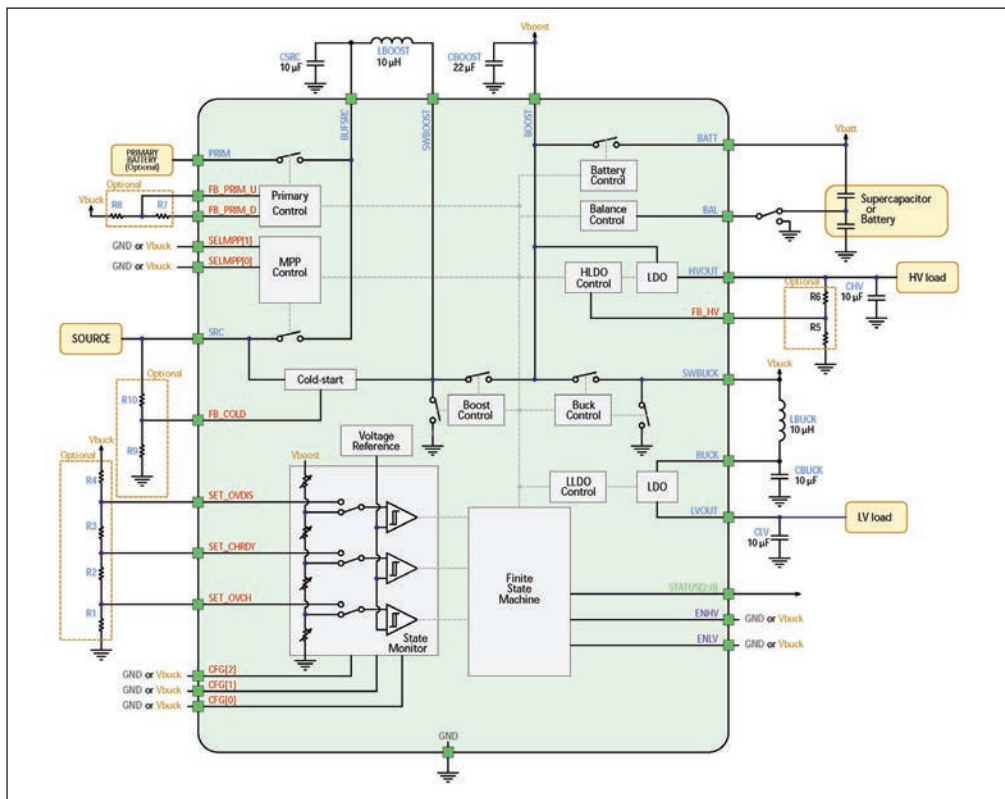 Vboost
CSRC
10 µF
LBOOST
10 µH
CBOOST
22 µF
BUFSRC
SWBOOST
BOOST
PRIMARY
BATTERY
(Optional)
PRIM
BATT
Vbatt
Optional
Vbuck
R8
R7
FB_PRIM_U
FB_PRIM_D
Primary
Control
Battery
Control
Balance
Control
BAL
Supercapacitor
or
Battery
GND or Vbuck
SELMPP[1]
GND or Vbuck
SELMPP[0]
MPP
Control
HLDO
Control
LDO
HVOUT
HV load
Optional
R6
R5
CHV
10 µF
FB_HV
SOURCE
SRC
Optional
R10
R9
Cold-start
FB_COLD
Boost
Control
Buck
Control
SWBUCK
Vbuck
LBUCK
10 µH
Voltage
Reference
BUCK
CBUCK
10 µF
LLDO
Control
LDO
LVOUT
LV load
CLV
10 µF
Vbuck
Optional
R4
R3
R2
R1
Vboost
SET_OVDIS
SET_CHRDY
SET_OVCH
State
Monitor
Finite
State
Machine
STATUS[2:0]
ENHV
GND or Vbuck
ENLV
GND or Vbuck
GND or Vbuck
CFG[2]
GND or Vbuck
CFG[1]
GND or Vbuck
CFG[0]
GND